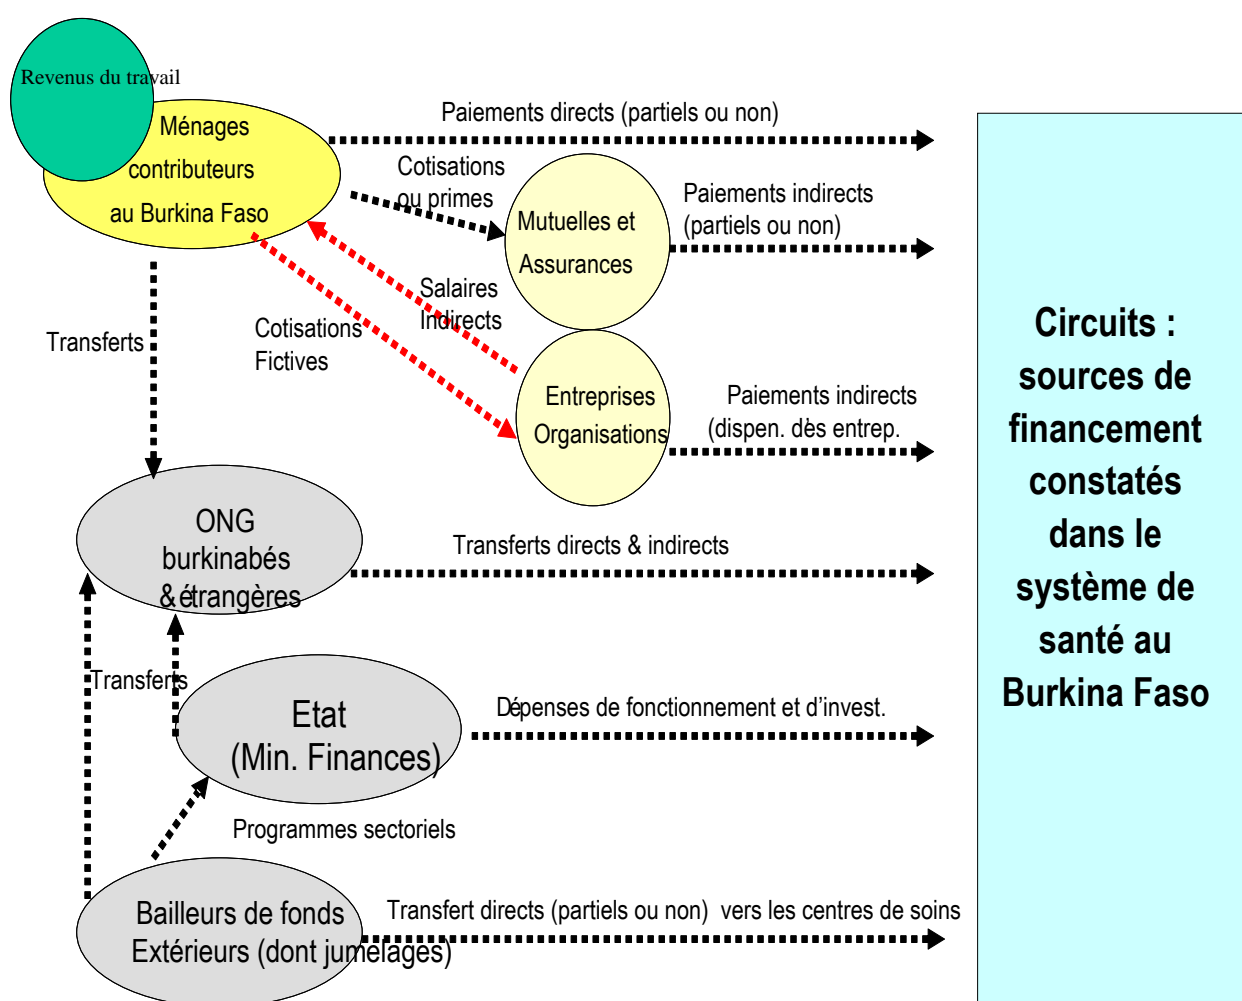 Revenus du travail
Ménages
contributeurs
au Burkina Faso
Paiements directs (partiels ou non)
Cotisations
ou primes
Mutuelles et
Assurances
Paiements indirects
(partiels ou non)
Salaires
Indirects
Cotisations
Fictives
Transferts
Entreprises
Organisations
Paiements indirects
(dispen. dès entrep.
ONG
burkinabés
& étrangères
Transferts directs & indirects
Transferts
Etat
(Min. Finances)
Dépenses de fonctionnement et d'invest.
Programmes sectoriels
Bailleurs de fonds
Extérieurs (dont jumelages)
Transfert directs (partiels ou non) vers les centres de soins
Circuits :
sources de
financement
constatés
dans le
système de
santé au
Burkina Faso